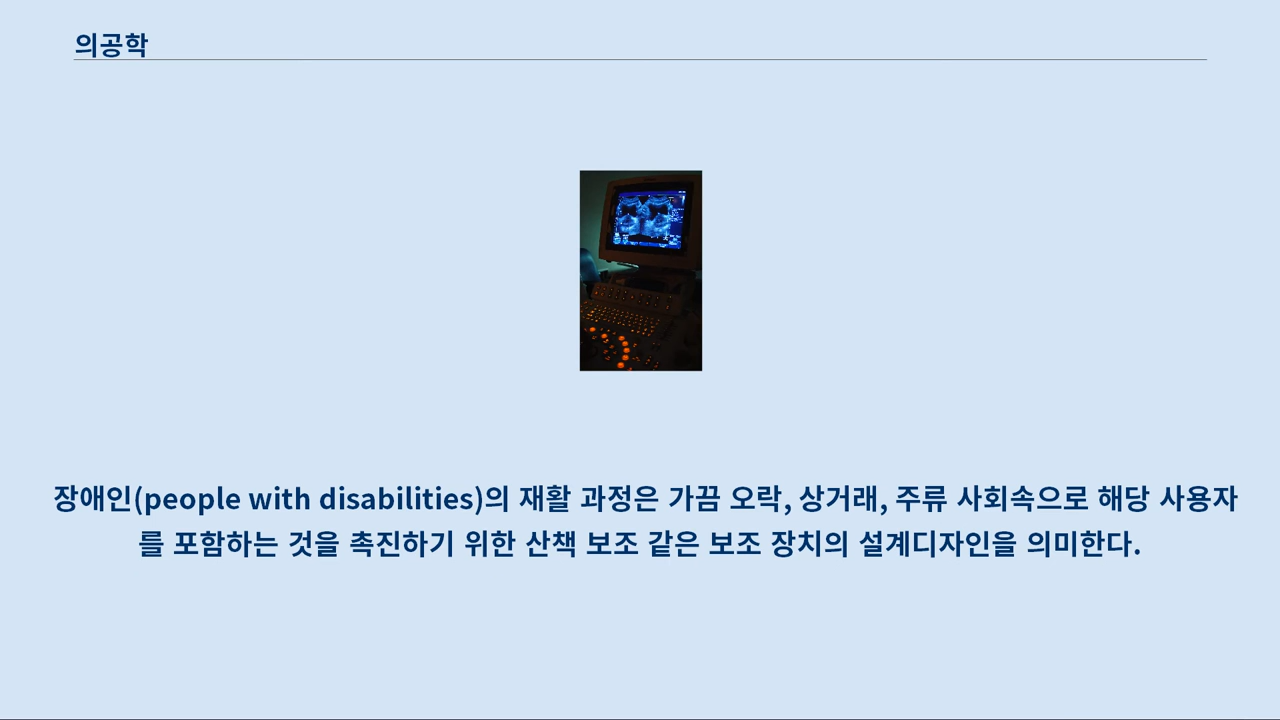 의공학
장애인(people with disabilities)의 재활 과정은 가끔 오락, 상거래, 주류 사회속으로 해당 사용자
를 포함하는 것을 촉진하기 위한 산책 보조 같은 보조 장치의 설계디자인을 의미한다.